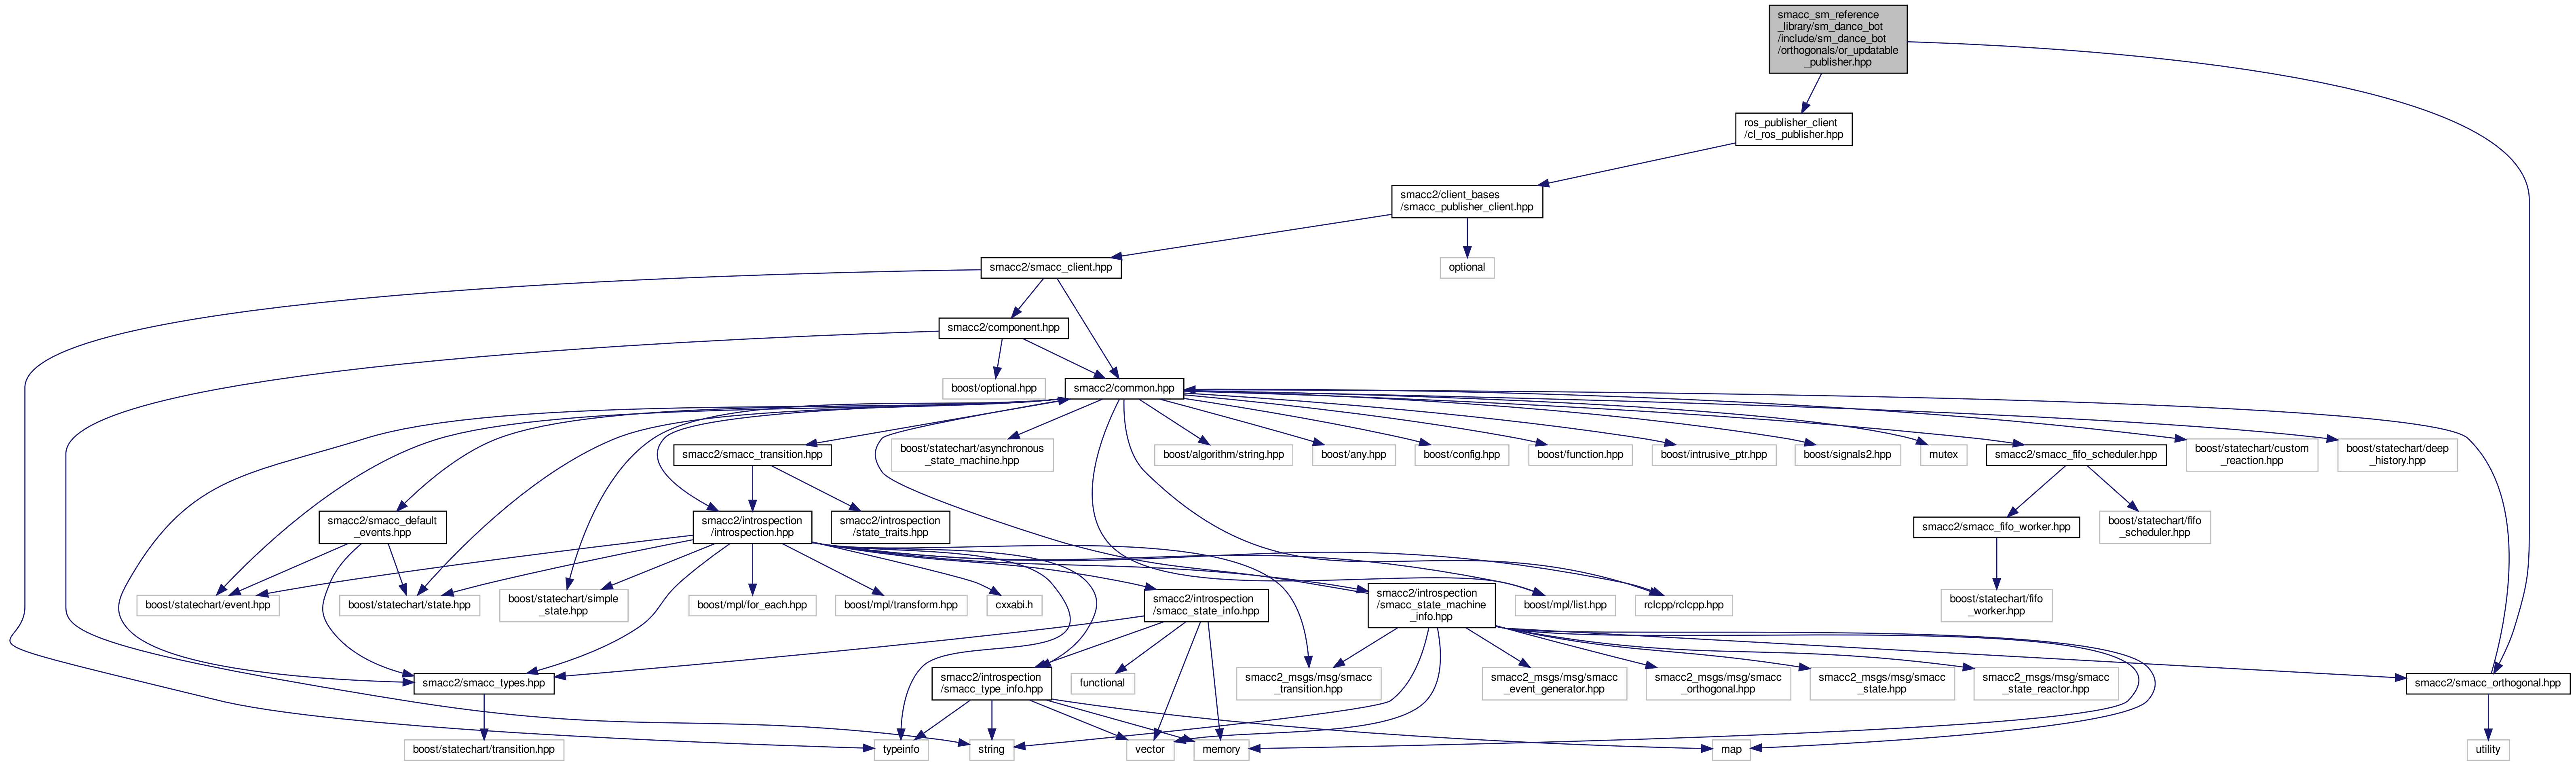 smacc_sm_reference
_library/sm_dance_bot
/include/sm_dance_bot
/orthogonals/or_updatable
_publisher.hpp
ros_publisher_client
/cl_ros_publisher.hpp
smacc2/client_bases
/smacc_publisher_client.hpp
smacc2/smacc_client.hpp
optional
smacc2/component.hpp
boost/optional.hpp
smacc2/common.hpp
smacc2/smacc_transition.hpp
boost/statechart/asynchronous
_state_machine.hpp
boost/algorithm/string.hpp
boost/any.hpp
boost/config.hpp
boost/function.hpp
boost/intrusive_ptr.hpp
boost/signals2.hpp
mutex
smacc2/smacc_fifo_scheduler.hpp
boost/statechart/custom
_reaction.hpp
boost/statechart/deep
_history.hpp
smacc2/smacc_default
_events.hpp
smacc2/introspection
/introspection.hpp
smacc2/introspection
/state_traits.hpp
smacc2/smacc_fifo_worker.hpp
boost/statechart/fifo
_scheduler.hpp
boost/statechart/event.hpp
boost/statechart/state.hpp
boost/statechart/simple
_state.hpp
boost/mpl/for_each.hpp
boost/mpl/transform.hpp
cxxabi.h
smacc2/introspection
/smacc_state_info.hpp
smacc2/introspection
/smacc_state_machine
_info.hpp
boost/mpl/list.hpp
rclcpp/rclcpp.hpp
boost/statechart/fifo
_worker.hpp
smacc2/smacc_types.hpp
smacc2/introspection
/smacc_type_info.hpp
functional
smacc2_msgs/msg/smacc
_transition.hpp
smacc2_msgs/msg/smacc
_event_generator.hpp
smacc2_msgs/msg/smacc
_orthogonal.hpp
smacc2_msgs/msg/smacc
_state.hpp
smacc2_msgs/msg/smacc
_state_reactor.hpp
smacc2/smacc_orthogonal.hpp
boost/statechart/transition.hpp
typeinfo
string
vector
memory
map
utility